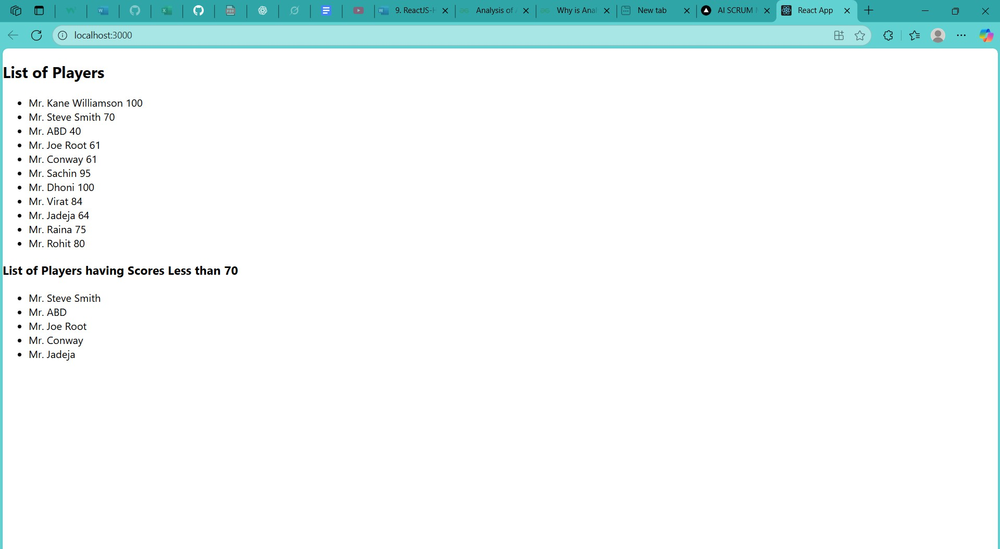 9. ReactJS-H
Analysis of
Why is Anal
New tab
AI SCRUM
React App
localhost:3000
List of Players
Mr. Kane Williamson 100
Mr. Steve Smith 70
Mr. ABD 40
Mr. Joe Root 61
Mr. Conway 61
Mr. Sachin 95
Mr. Dhoni 100
Mr. Virat 84
Mr. Jadeja 64
Mr. Raina 75
Mr. Rohit 80
List of Players having Scores Less than 70
Mr. Steve Smith
Mr. ABD
Mr. Joe Root
Mr. Conway
Mr. Jadeja